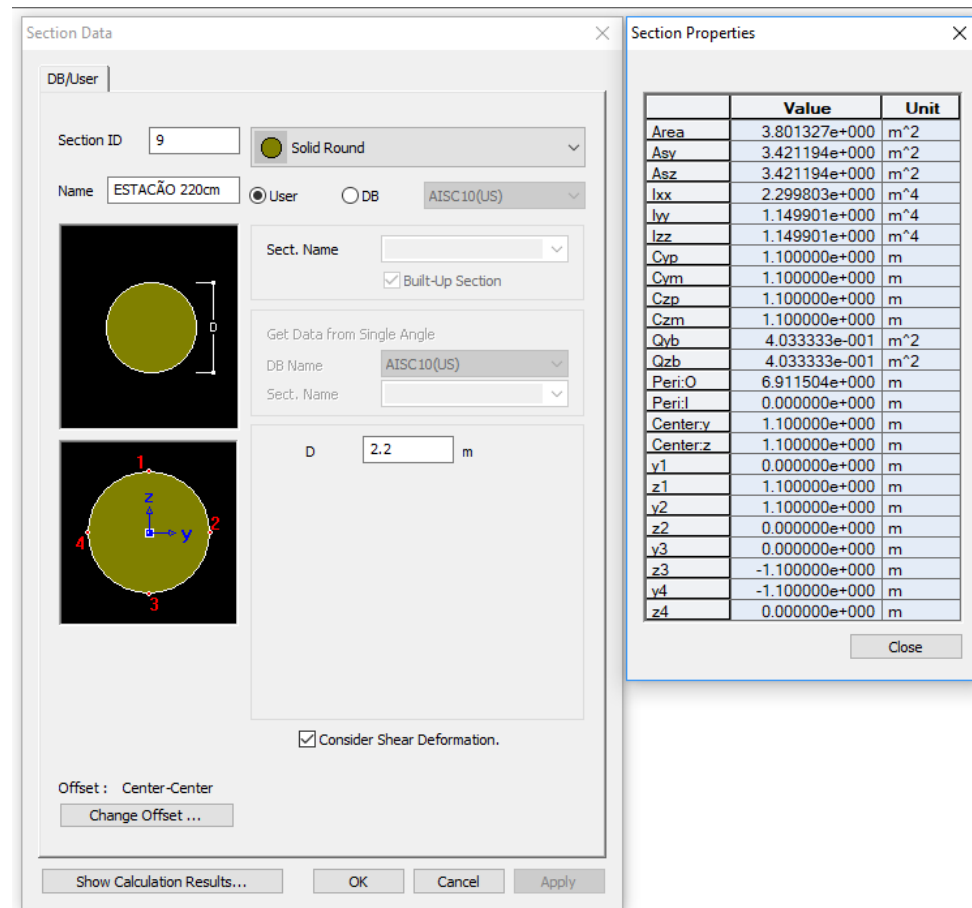 Section Data
DB/User
Section ID 9 Solid Round
Name ESTACÃO 220cm User DB AISC10(US)
Sect. Name
Built-Up Section
D
Get Data from Single Angle
DB Name AISC10(US)
Sect. Name
D 2.2 m
1
z
2
4 y
3
Consider Shear Deformation.
Offset : Center-Center
Change Offset ...
Show Calculation Results... OK Cancel Apply
Section Properties
Value Unit
Area 3.801327e+000 m^2
Asy 3.421194e+000 m^2
Asz 3.421194e+000 m^2
Ixx 2.299803e+000 m^4
Iyy 1.149901e+000 m^4
Izz 1.149901e+000 m^4
Cyp 1.100000e+000 m
Cym 1.100000e+000 m
Czp 1.100000e+000 m
Czm 1.100000e+000 m
Qyb 4.033333e-001 m^2
Qzb 4.033333e-001 m^2
Peri:O 6.911504e+000 m
Peri:I 0.000000e+000 m
Center:y 1.100000e+000 m
Center:z 1.100000e+000 m
y1 0.000000e+000 m
z1 1.100000e+000 m
y2 1.100000e+000 m
z2 0.000000e+000 m
y3 0.000000e+000 m
z3 -1.100000e+000 m
y4 -1.100000e+000 m
z4 0.000000e+000 m
Close